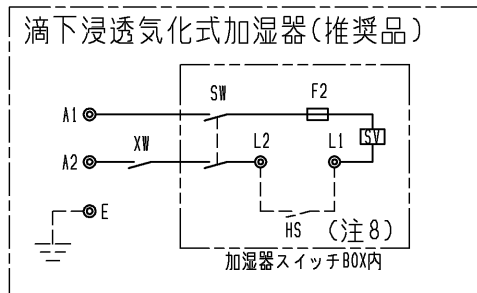 滴下浸透気化式加湿器(推奨品)
SW
F2
A1
SV
XW
L2
L1
A2
E
HS
(注8)
加湿器スイッチBOX内